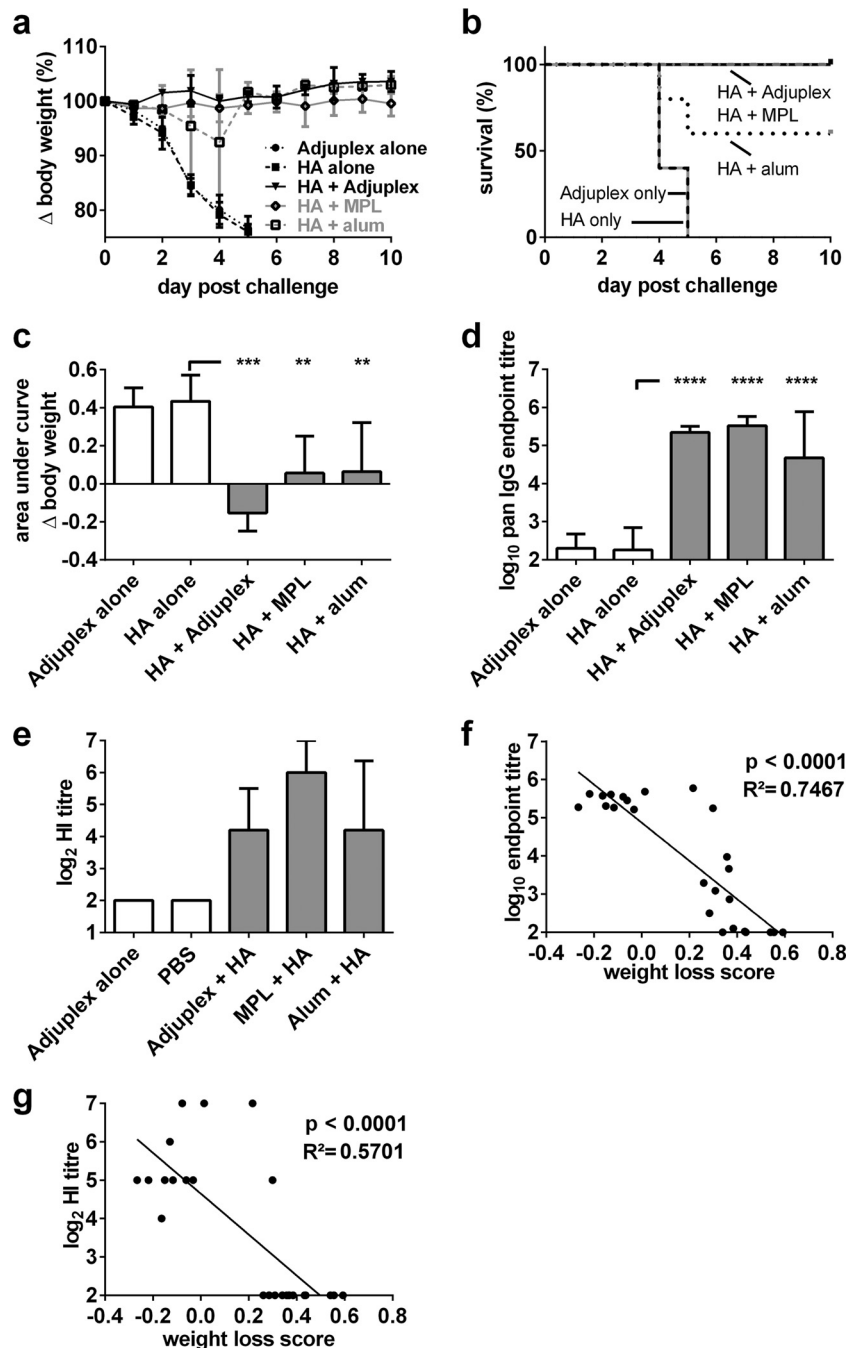 a
Δ body weight (%)
110
100
90
80
0 2 4 6 8 10
day post challenge
Adjuplex alone
HA alone
HA + Adjuplex
HA + MPL
HA + alum
b
survival (%)
100
50
0
0 2 4 6 8 10
day post challenge
HA + Adjuplex
HA + MPL
HA + alum
Adjuplex only
HA only
c
area under curve
Δ body weight
0.6
0.4
0.2
0.0
-0.2
-0.4
*** ** **
Adjuplex alone
HA alone
HA + Adjuplex
HA + MPL
HA + alum
d
log10 pan IgG endpoint titre
6
5
4
3
2
**** **** ****
Adjuplex alone
HA alone
HA + Adjuplex
HA + MPL
HA + alum
e
log2 HI titre
7
6
5
4
3
2
1
Adjuplex alone
PBS
Adjuplex + HA
MPL + HA
Alum + HA
f
log10 endpoint titre
7
6
5
4
3
2
-0.4 -0.2 0.0 0.2 0.4 0.6 0.8
weight loss score
p < 0.0001
R²= 0.7467
g
log2 HI titre
7
6
5
4
3
2
-0.4 -0.2 0.0 0.2 0.4 0.6 0.8
weight loss score
p < 0.0001
R²= 0.5701